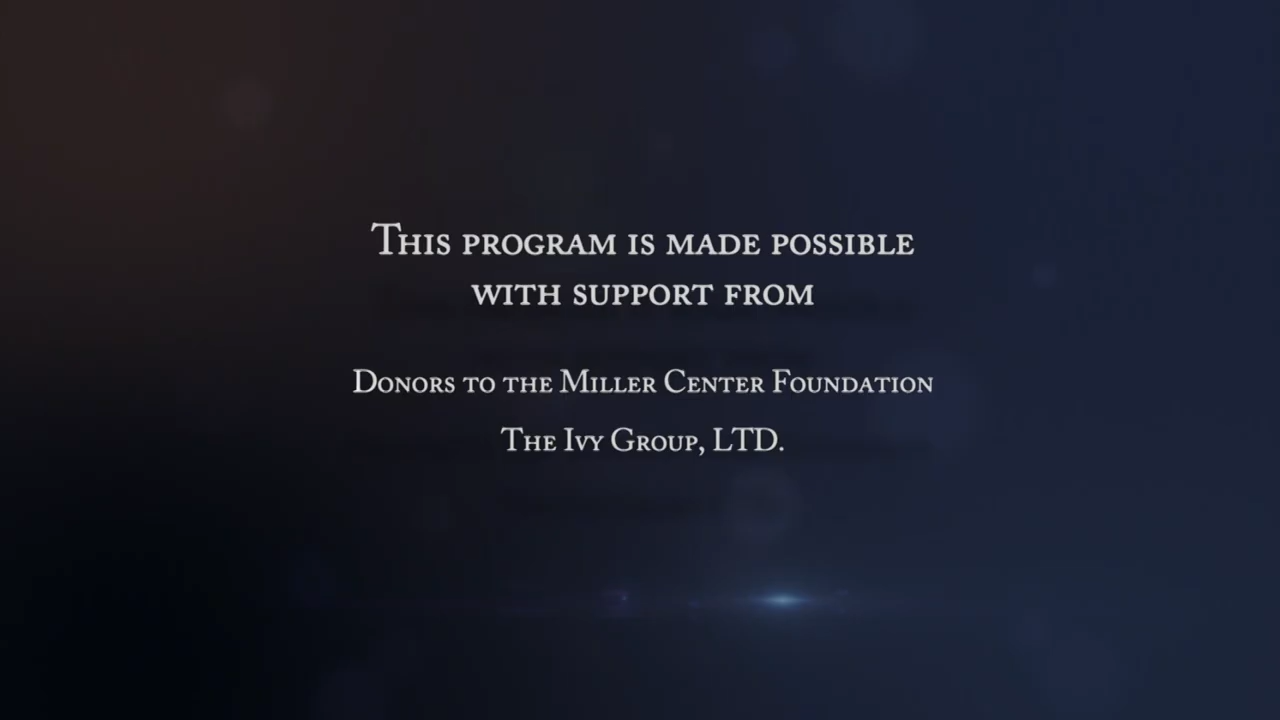 This program is made possible
with support from
Donors to the Miller Center Foundation
The Ivy Group, LTD.